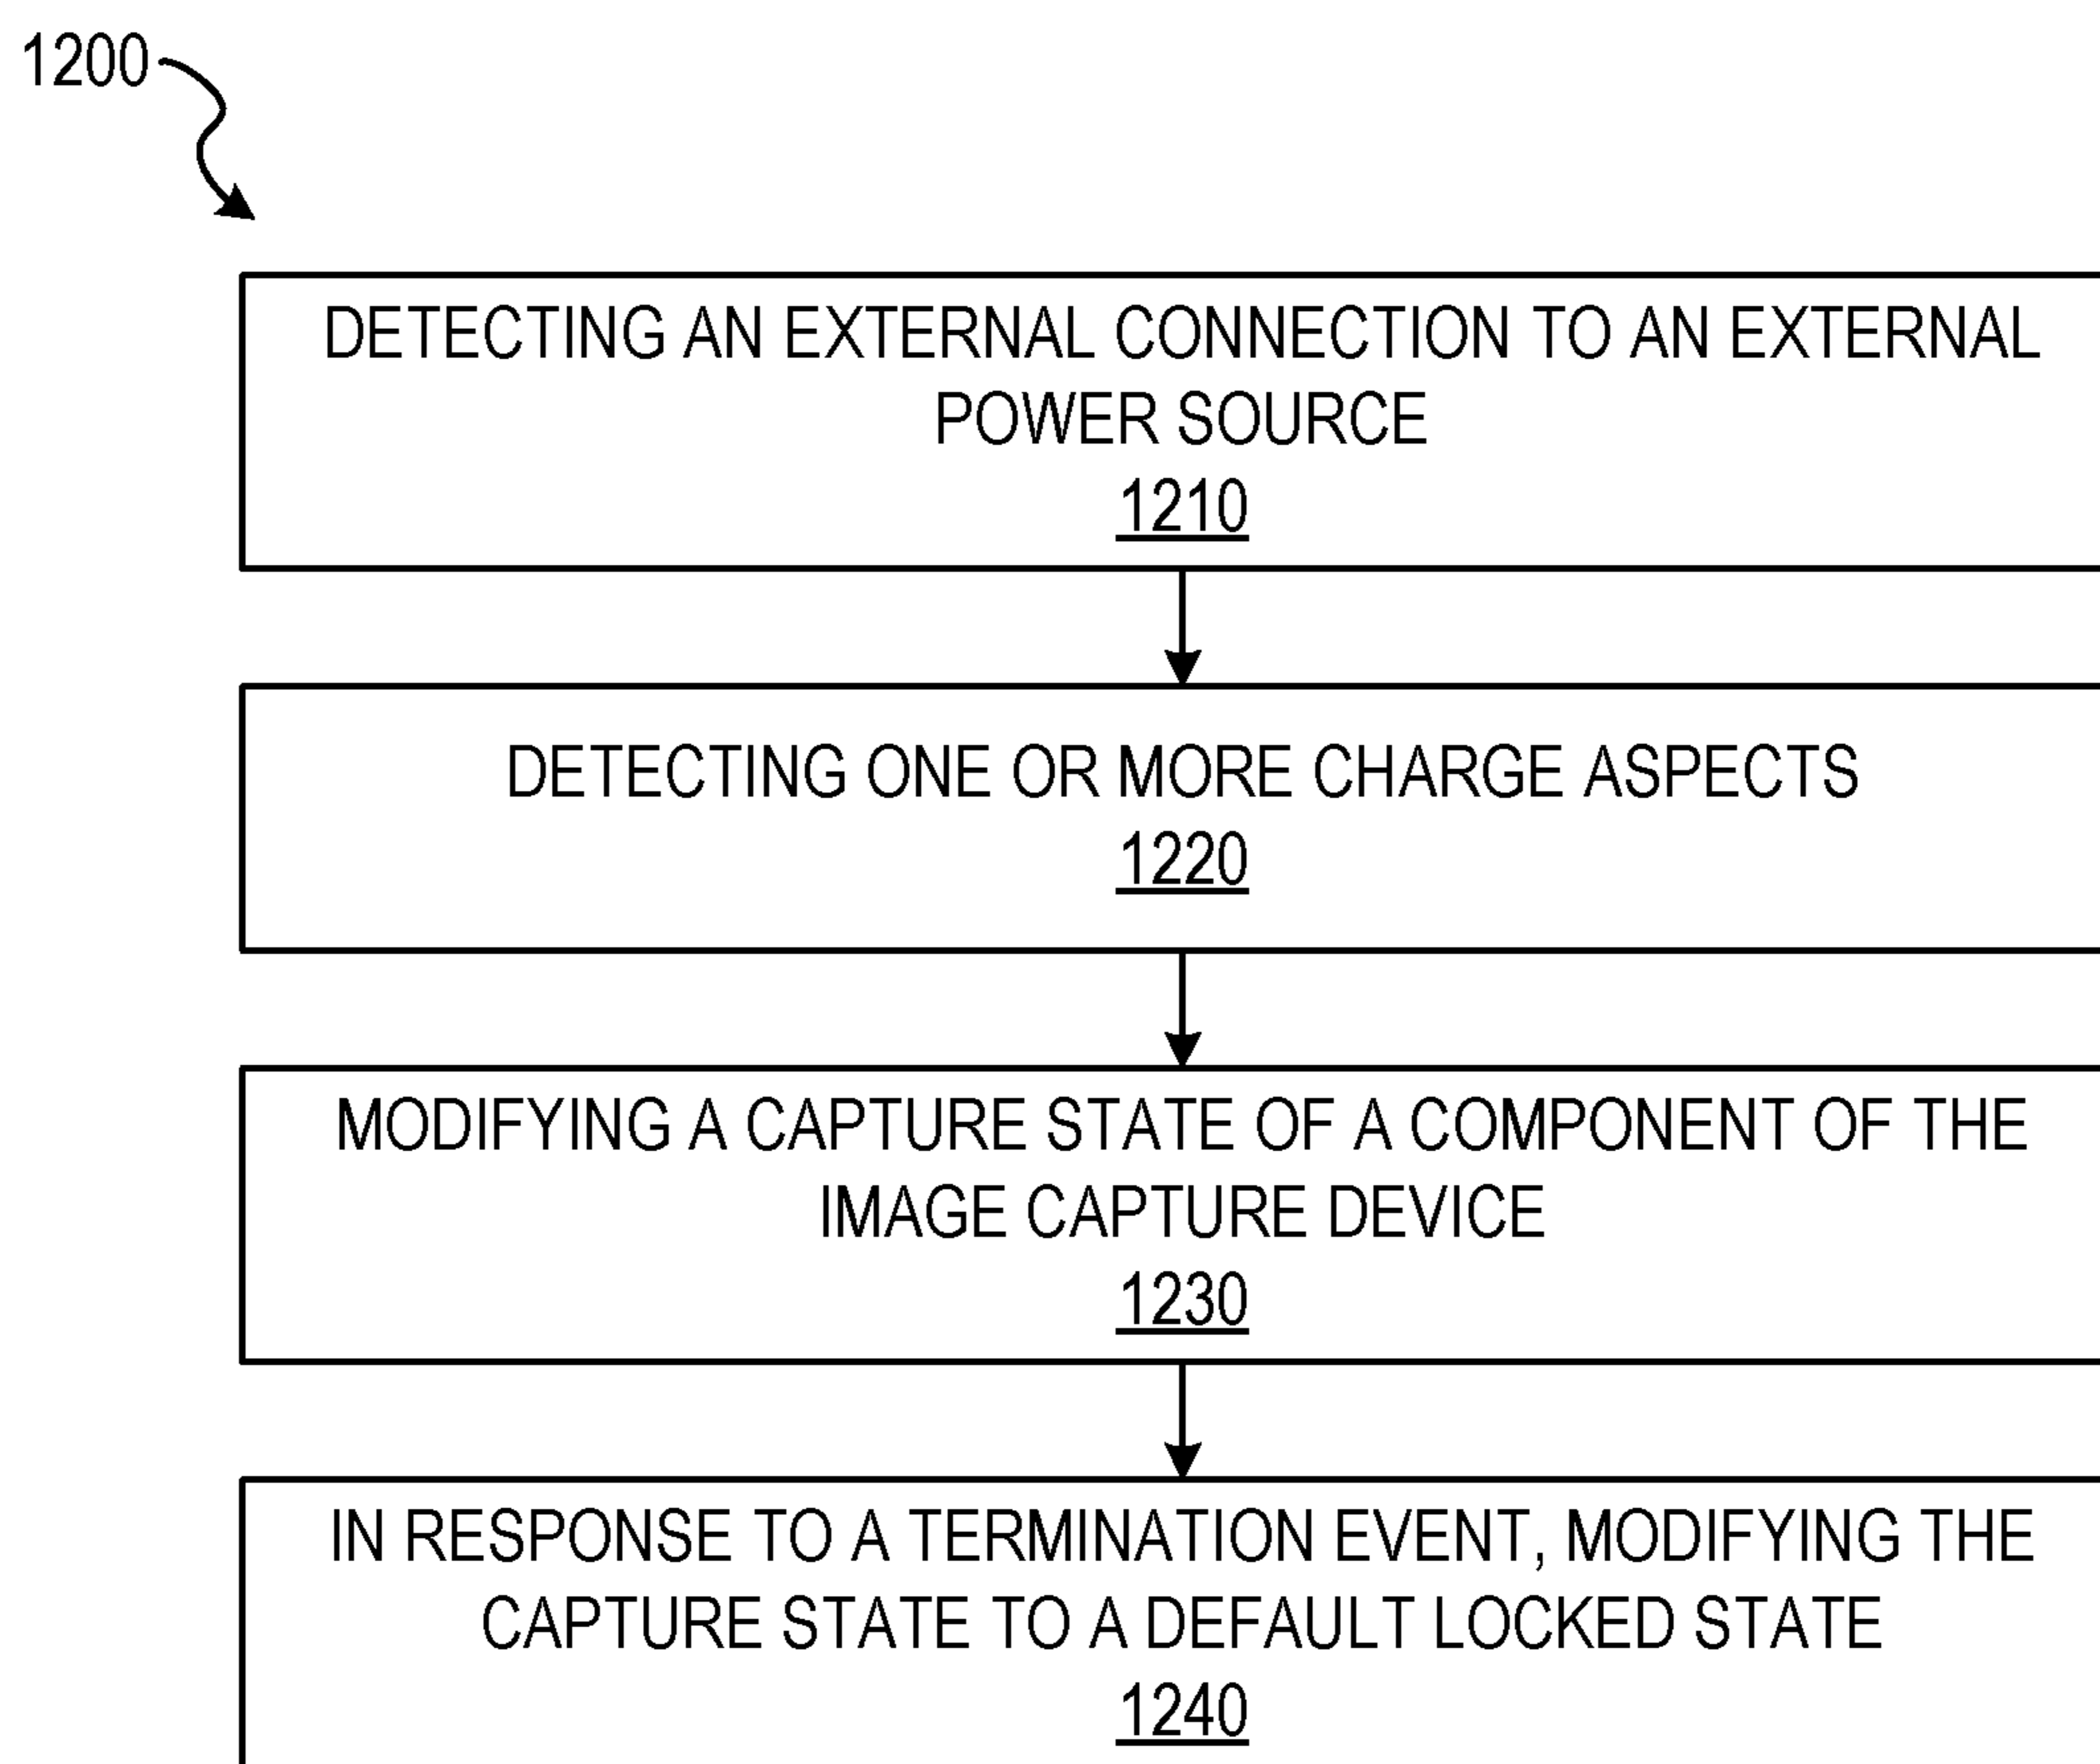 1200
DETECTING AN EXTERNAL CONNECTION TO AN EXTERNAL
POWER SOURCE
1210
DETECTING ONE OR MORE CHARGE ASPECTS
1220
MODIFYING A CAPTURE STATE OF A COMPONENT OF THE
IMAGE CAPTURE DEVICE
1230
IN RESPONSE TO A TERMINATION EVENT, MODIFYING THE
CAPTURE STATE TO A DEFAULT LOCKED STATE
1240